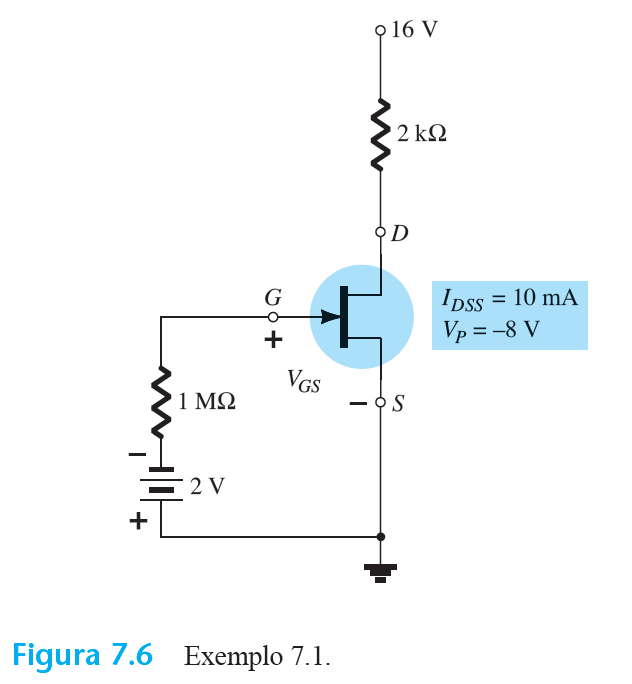 16 V
2 kΩ
D
G
I_DSS = 10 mA
V_P = –8 V
+
V_GS
1 MΩ
– S
–
2 V
+
Figura 7.6 Exemplo 7.1.